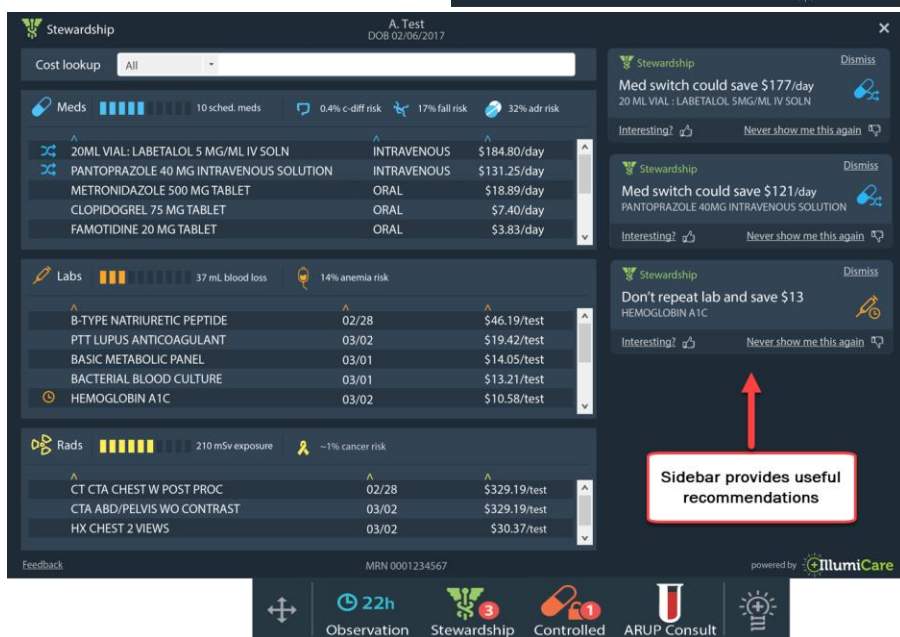 Stewardship
A. Test
DOB 02/06/2017
Cost lookup All
Meds 10 sched. meds 0.4% c-diff risk 17% fall risk 32% adr risk
20ML VIAL: LABETALOL 5 MG/ML IV SOLN INTRAVENOUS $184.80/day
PANTOPRAZOLE 40 MG INTRAVENOUS SOLUTION INTRAVENOUS $131.25/day
METRONIDAZOLE 500 MG TABLET ORAL $18.89/day
CLOPIDOGREL 75 MG TABLET ORAL $7.40/day
FAMOTIDINE 20 MG TABLET ORAL $3.83/day
Labs 37 mL blood loss 14% anemia risk
B-TYPE NATRIURETIC PEPTIDE 02/28 $46.19/test
PTT LUPUS ANTICOAGULANT 03/02 $19.42/test
BASIC METABOLIC PANEL 03/01 $14.05/test
BACTERIAL BLOOD CULTURE 03/01 $13.21/test
HEMOGLOBIN A1C 03/02 $10.58/test
Rads 210 mSv exposure ~1% cancer risk
CT CTA CHEST W POST PROC 02/28 $329.19/test
CTA ABD/PELVIS WO CONTRAST 03/02 $329.19/test
HX CHEST 2 VIEWS 03/02 $30.37/test
Stewardship Dismiss
Med switch could save $177/day
20 ML VIAL : LABETALOL 5MG/ML IV SOLN
Interesting? Never show me this again
Stewardship Dismiss
Med switch could save $121/day
PANTOPRAZOLE 40MG INTRAVENOUS SOLUTION
Interesting? Never show me this again
Stewardship Dismiss
Don't repeat lab and save $13
HEMOGLOBIN A1C
Interesting? Never show me this again
Sidebar provides useful
recommendations
Feedback MRN 0001234567 powered by IllumiCare
22h 3 1
Observation Stewardship Controlled ARUP Consult